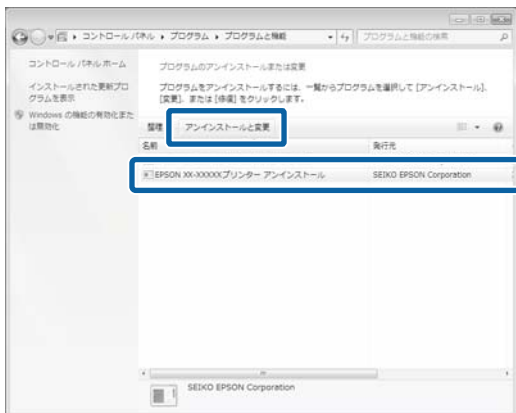 コントロール パネル ▸ プログラム ▸ プログラムと機能
プログラムと機能の検索
コントロール パネル ホーム
インストールされた更新プロ
グラムを表示
Windows の機能の有効化また
は無効化
プログラムのアンインストールまたは変更
プログラムをアンインストールするには、一覧からプログラムを選択して [アンインストール]、
[変更]、または [修復] をクリックします。
整理
アンインストールと変更
名前
発行元
EPSON XX-XXXXXプリンター アンインストール
SEIKO EPSON Corporation
SEIKO EPSON Corporation